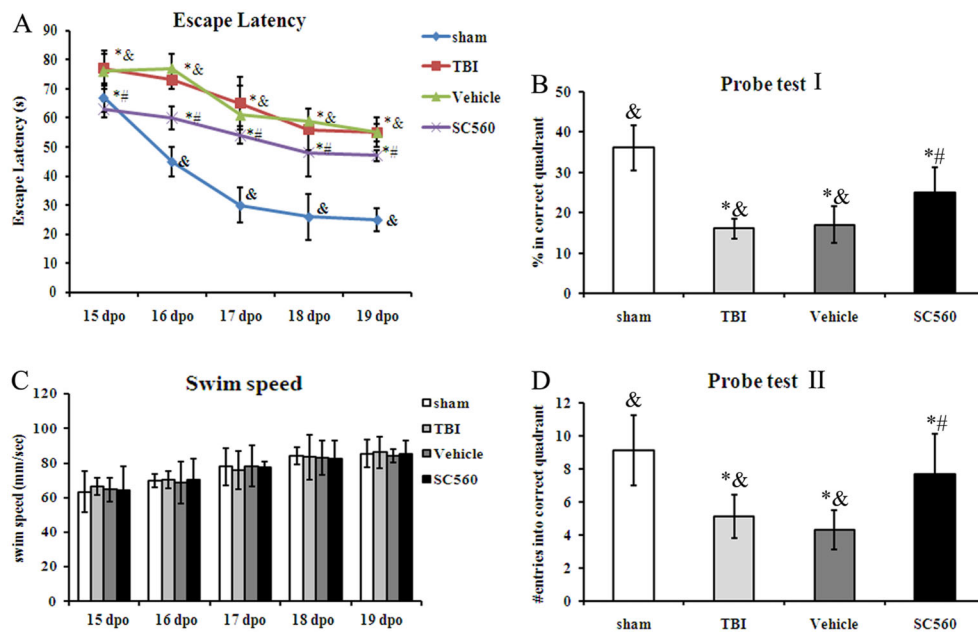 A
Escape Latency
Escape Latency (s)
90
80
70
60
50
40
30
20
10
0
*&
*#
*&
*#
&
*&
*#
&
*&
*#
&
*&
*#
&
15 dpo 16 dpo 17 dpo 18 dpo 19 dpo
sham
TBI
Vehicle
SC560
B
Probe test I
% in correct quadrant
50
40
30
20
10
0
&
*&
*&
*#
sham TBI Vehicle SC560
C
Swim speed
swim speed (mm/sec)
120
100
80
60
40
20
0
sham
TBI
Vehicle
SC560
15 dpo 16 dpo 17 dpo 18 dpo 19 dpo
D
Probe test II
#entries into correct quadrant
12
10
8
6
4
2
0
&
*&
*&
*#
sham TBI Vehicle SC560